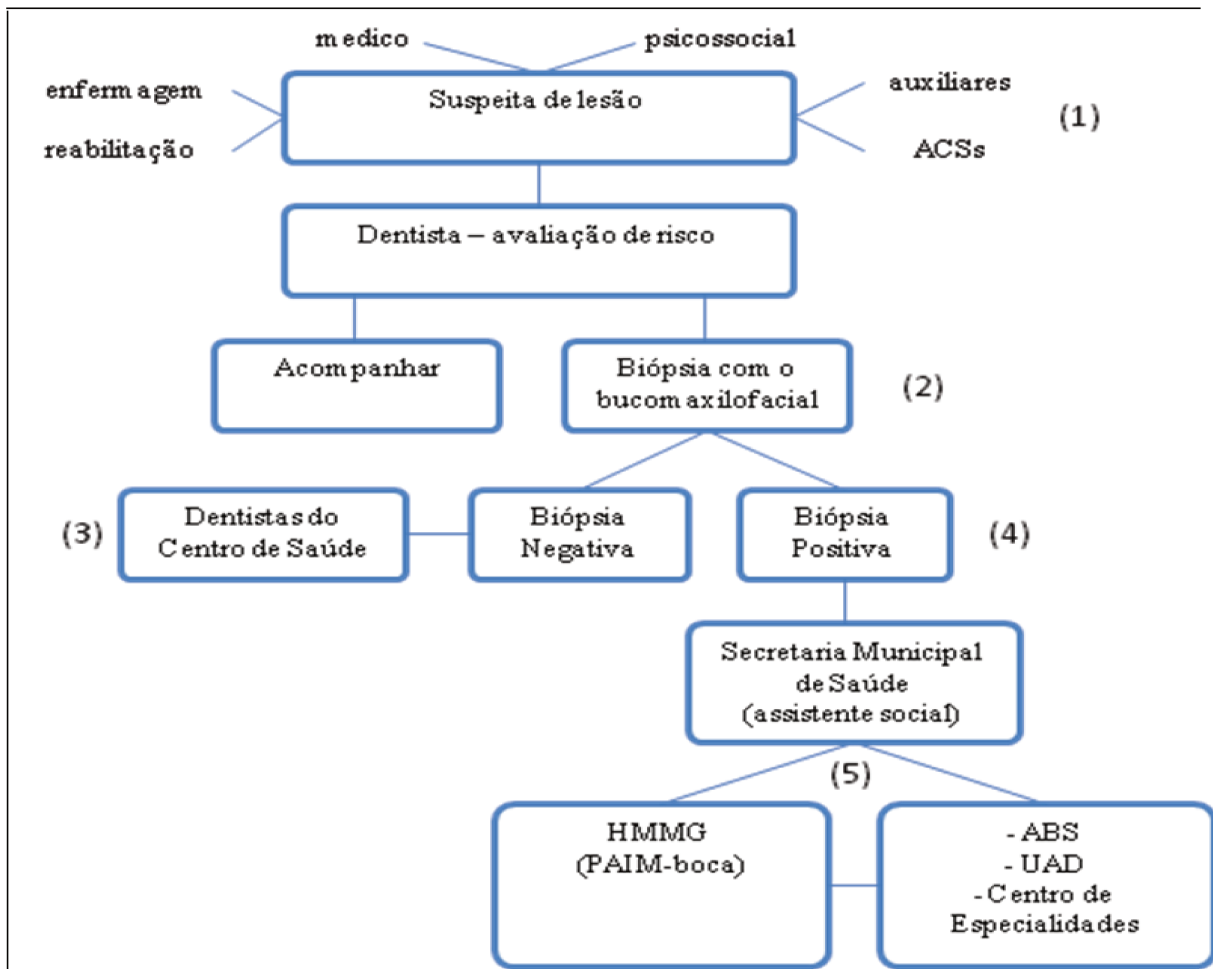 medico
psicossocial
enfermagem
reabilitação
Suspeita de lesão
auxiliares
ACSs
(1)
Dentista – avaliação de risco
Acompanhar
Biópsia com o
bucomaxilofacial
(2)
(3)
Dentistas do
Centro de Saúde
Biópsia
Negativa
Biópsia
Positiva
(4)
Secretaria Municipal
de Saúde
(assistente social)
(5)
HMMG
(PAIM-boca)
- ABS
- UAD
-Centro de
Especialidades